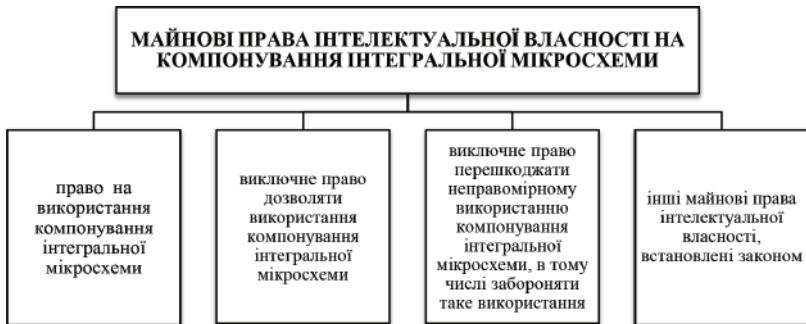 МАЙНОВІ ПРАВА ІНТЕЛЕКТУАЛЬНОЇ ВЛАСНОСТІ НА
КОМПОНУВАННЯ ІНТЕГРАЛЬНОЇ МІКРОСХЕМИ
право на
використання
компонування
інтегральної
мікросхеми
виключне право
дозволяти
використання
компонування
інтегральної
мікросхеми
виключне право
перешкоджати
неправомірному
використанню
компонування
інтегральної
мікросхеми, в тому
числі забороняти
таке використання
інші майнові права
інтелектуальної
власності,
встановлені законом